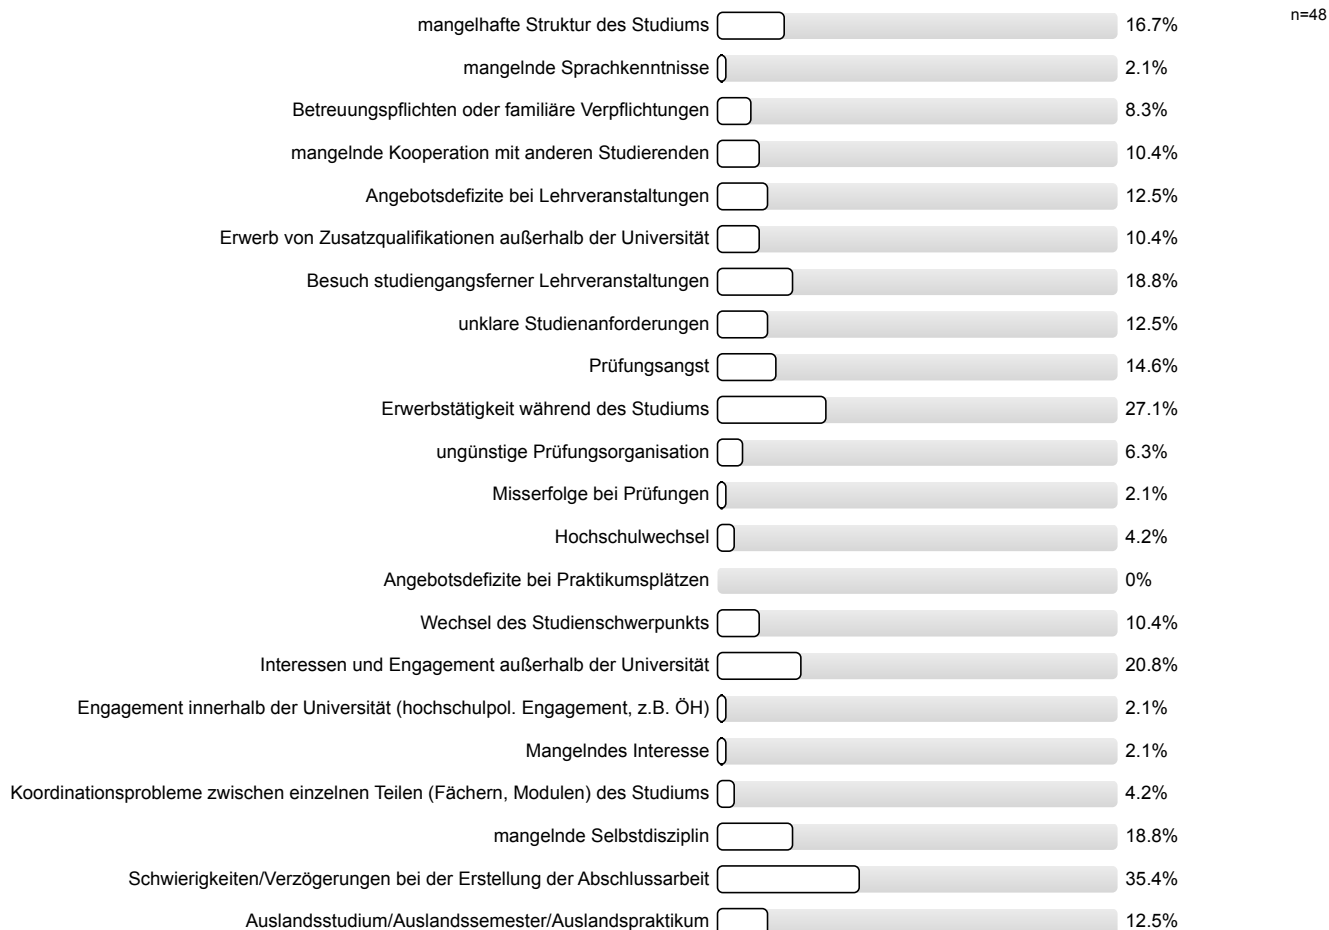 n=48
mangelhafte Struktur des Studiums 16.7%
mangelnde Sprachkenntnisse 2.1%
Betreuungspflichten oder familiäre Verpflichtungen 8.3%
mangelnde Kooperation mit anderen Studierenden 10.4%
Angebotsdefizite bei Lehrveranstaltungen 12.5%
Erwerb von Zusatzqualifikationen außerhalb der Universität 10.4%
Besuch studiengangsferner Lehrveranstaltungen 18.8%
unklare Studienanforderungen 12.5%
Prüfungsangst 14.6%
Erwerbstätigkeit während des Studiums 27.1%
ungünstige Prüfungsorganisation 6.3%
Misserfolge bei Prüfungen 2.1%
Hochschulwechsel 4.2%
Angebotsdefizite bei Praktikumsplätzen 0%
Wechsel des Studienschwerpunkts 10.4%
Interessen und Engagement außerhalb der Universität 20.8%
Engagement innerhalb der Universität (hochschulpol. Engagement, z.B. ÖH) 2.1%
Mangelndes Interesse 2.1%
Koordinationsprobleme zwischen einzelnen Teilen (Fächern, Modulen) des Studiums 4.2%
mangelnde Selbstdisziplin 18.8%
Schwierigkeiten/Verzögerungen bei der Erstellung der Abschlussarbeit 35.4%
Auslandsstudium/Auslandssemester/Auslandspraktikum 12.5%